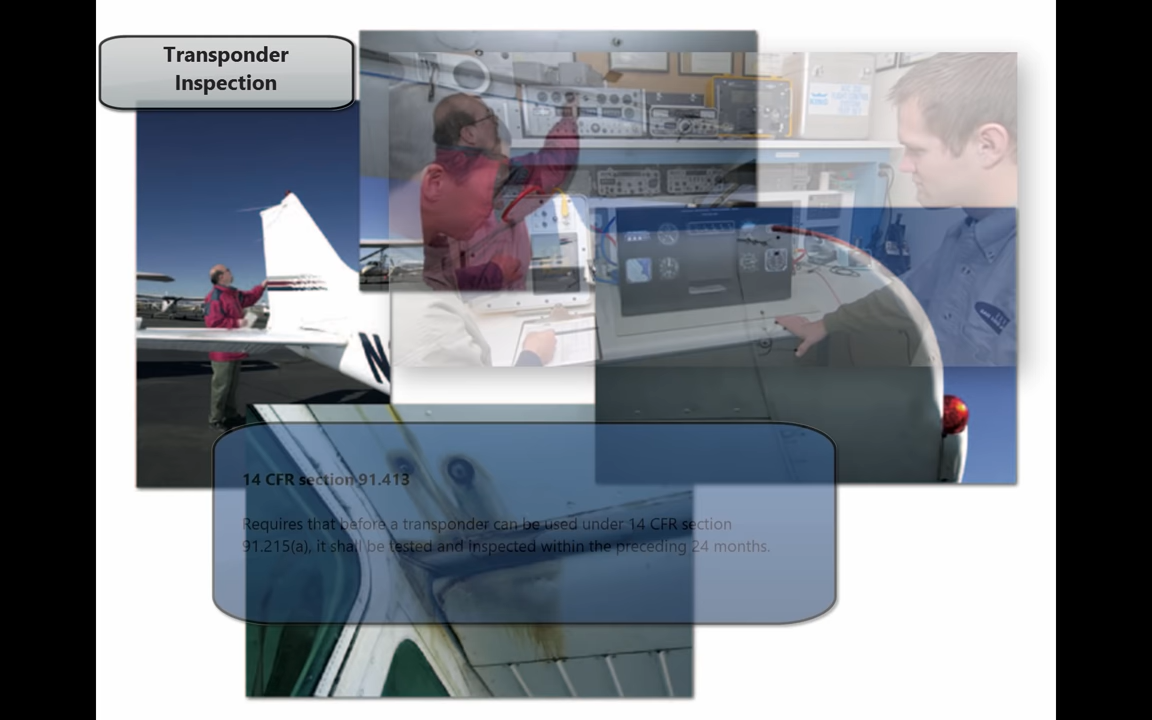 Transponder
Inspection
N
14 CFR section 91.413
Requires that before a transponder can be used under 14 CFR section
91.215(a), it shall be tested and inspected within the preceding 24 months.